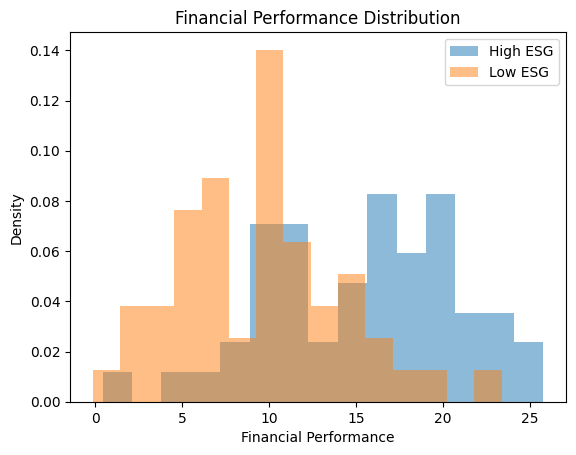 Financial Performance Distribution
High ESG
Low ESG
0.14
0.12
0.10
0.08
0.06
0.04
0.02
0.00
Density
0
5
10
15
20
25
Financial Performance